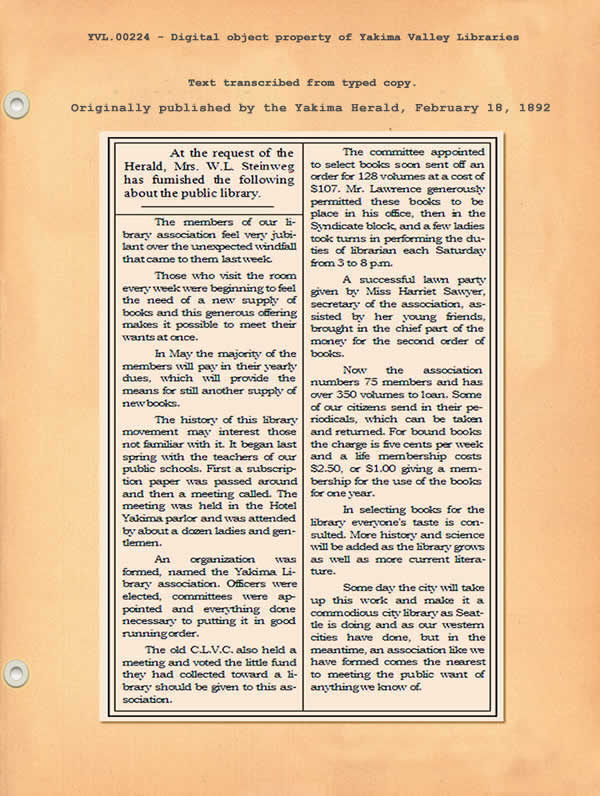 YVL.00224 - Digital object property of Yakima Valley Libraries
Text transcribed from typed copy.
Originally published by the Yakima Herald, February 18, 1892
At the request of the
Herald, Mrs. W.L. Steinweg
has furnished the following
about the public library.
The members of our li-
brary association feel very jubi-
lant over the unexpected windfall
that came to them last week.
Those who visit the room
every week were beginning to feel
the need of a new supply of
books and this generous offering
makes it possible to meet their
wants at once.
In May the majority of the
members will pay in their yearly
dues, which will provide the
means for still another supply of
new books.
The history of this library
movement may interest those
not familiar with it. It began last
spring with the teachers of our
public schools. First a subscrip-
tion paper was passed around
and then a meeting called. The
meeting was held in the Hotel
Yakima parlor and was attended
by about a dozen ladies and gen-
tlemen.
An organization was
formed, named the Yakima Li-
brary association. Officers were
elected, committees were ap-
pointed and everything done
necessary to putting it in good
running order.
The old C.L.V.C. also held a
meeting and voted the little fund
they had collected toward a li-
brary should be given to this as-
sociation.
The committee appointed
to select books soon sent off an
order for 128 volumes at a cost of
$107. Mr. Lawrence generously
permitted these books to be
place in his office, then in the
Syndicate block, and a few ladies
took turns in performing the du-
ties of librarian each Saturday
from 3 to 8 p.m.
A successful lawn party
given by Miss Harriet Sawyer,
secretary of the association, as-
sisted by her young friends,
brought in the chief part of the
money for the second order of
books.
Now the association
numbers 75 members and has
over 350 volumes to loan. Some
of our citizens send in their pe-
riodicals, which can be taken
and returned. For bound books
the charge is five cents per week
and a life membership costs
$2.50, or $1.00 giving a mem-
bership for the use of the books
for one year.
In selecting books for the
library everyone's taste is con-
sulted. More history and science
will be added as the library grows
as well as more current litera-
ture.
Some day the city will take
up this work and make it a
commodious city library as Seat-
tle is doing and as our western
cities have done, but in the
meantime, an association like we
have formed comes the nearest
to meeting the public want of
anything we know of.